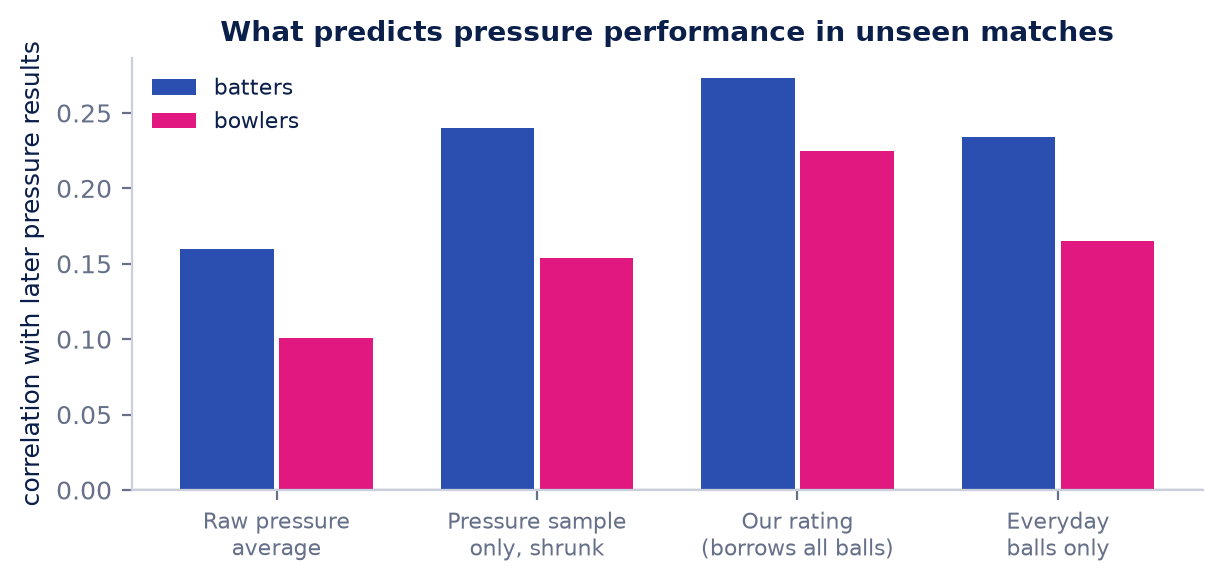 What predicts pressure performance in unseen matches
correlation with later pressure results
batters
bowlers
0.25
0.20
0.15
0.10
0.05
0.00
Raw pressure
average
Pressure sample
only, shrunk
Our rating
(borrows all balls)
Everyday
balls only